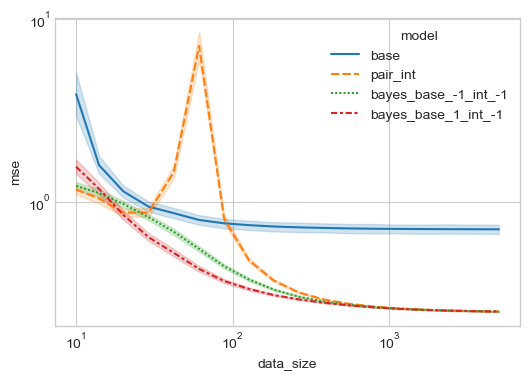 10¹
model
base
pair_int
bayes_base_-1_int_-1
bayes_base_1_int_-1
mse
10⁰
10¹
10²
10³
data_size